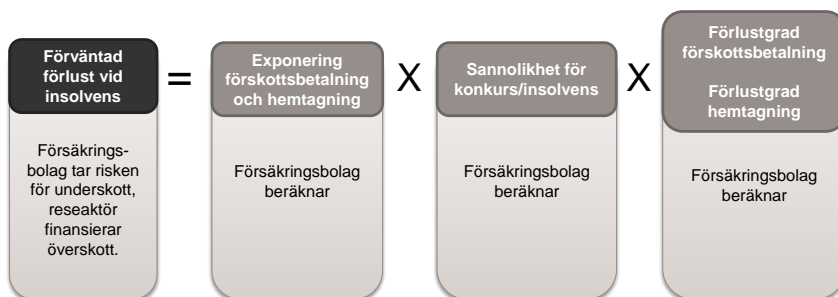 Förväntad
förlust vid
insolvens
Försäkrings-
bolag tar risken
för underskott,
reseaktör
finansierar
överskott.
=
Exponering
förskottsbetalning
och hemtagning
Försäkringsbolag
beräknar
X
Sannolikhet för
konkurs/insolvens
Försäkringsbolag
beräknar
X
Förlustgrad
förskottsbetalning
Förlustgrad
hemtagning
Försäkringsbolag
beräknar